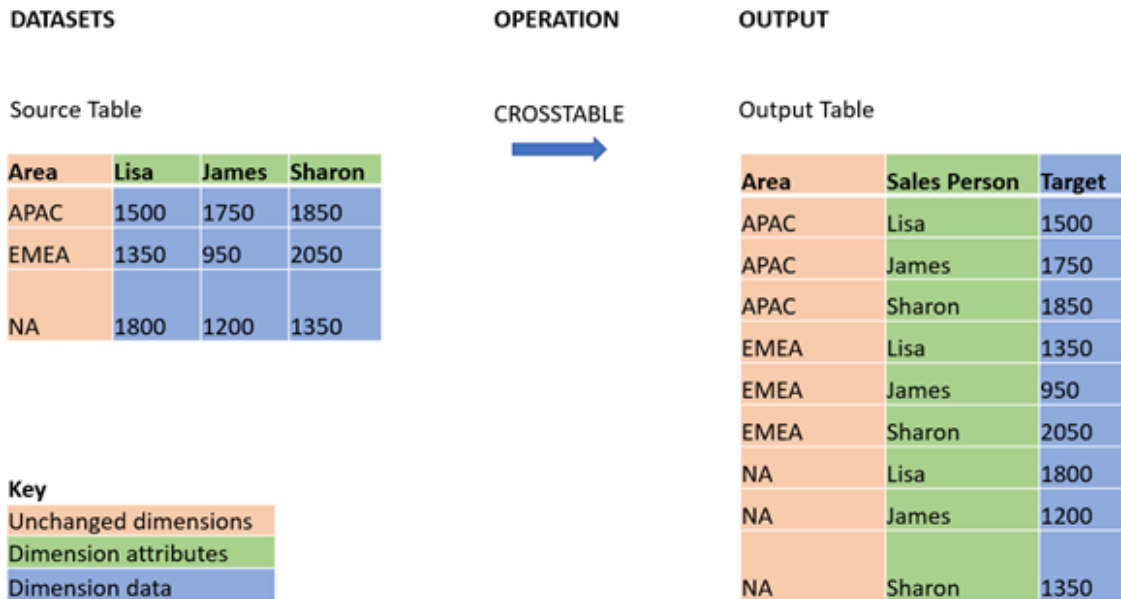 DATASETS OPERATION OUTPUT
Source Table CROSSTABLE Output Table
Area Lisa James Sharon
APAC 1500 1750 1850
EMEA 1350 950 2050
NA 1800 1200 1350
Key
Unchanged dimensions
Dimension attributes
Dimension data
Area Sales Person Target
APAC Lisa 1500
APAC James 1750
APAC Sharon 1850
EMEA Lisa 1350
EMEA James 950
EMEA Sharon 2050
NA Lisa 1800
NA James 1200
NA Sharon 1350